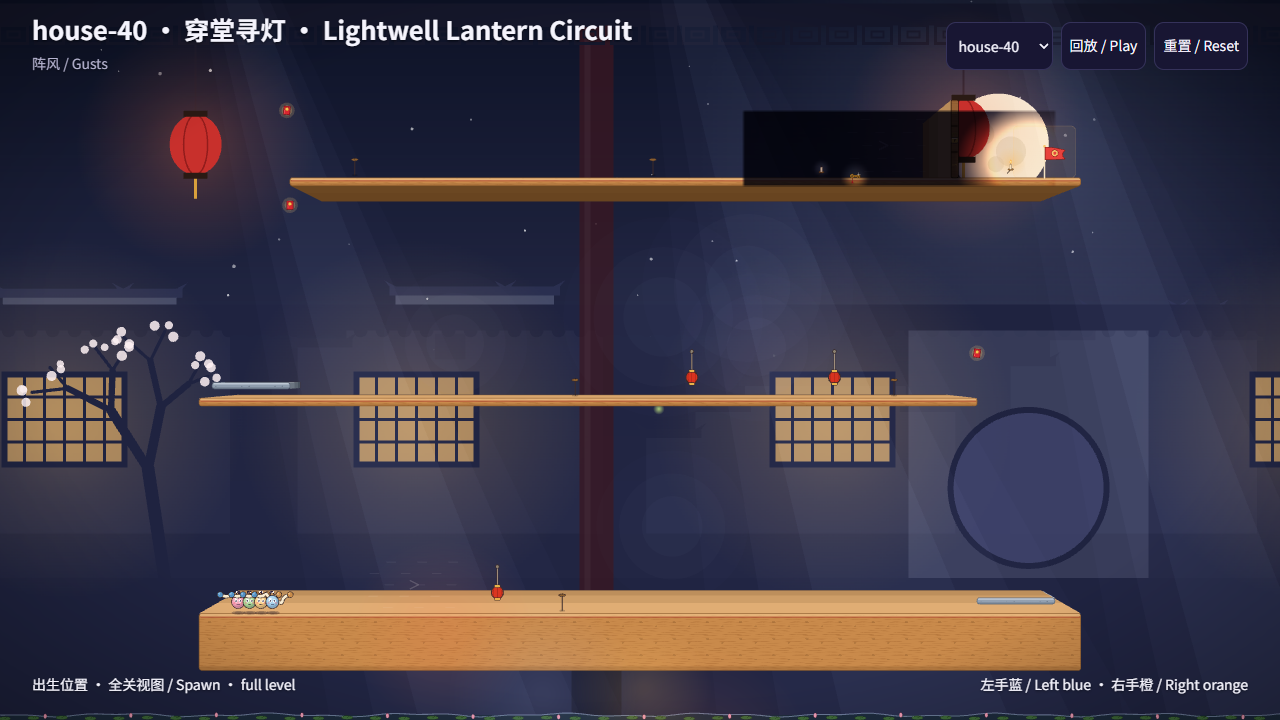 house-40 • 穿堂寻灯 • Lightwell Lantern Circuit
阵风 / Gusts
house-40
回放 / Play
重置 / Reset
出生位置 • 全关视图 / Spawn • full level
左手蓝 / Left blue • 右手橙 / Right orange